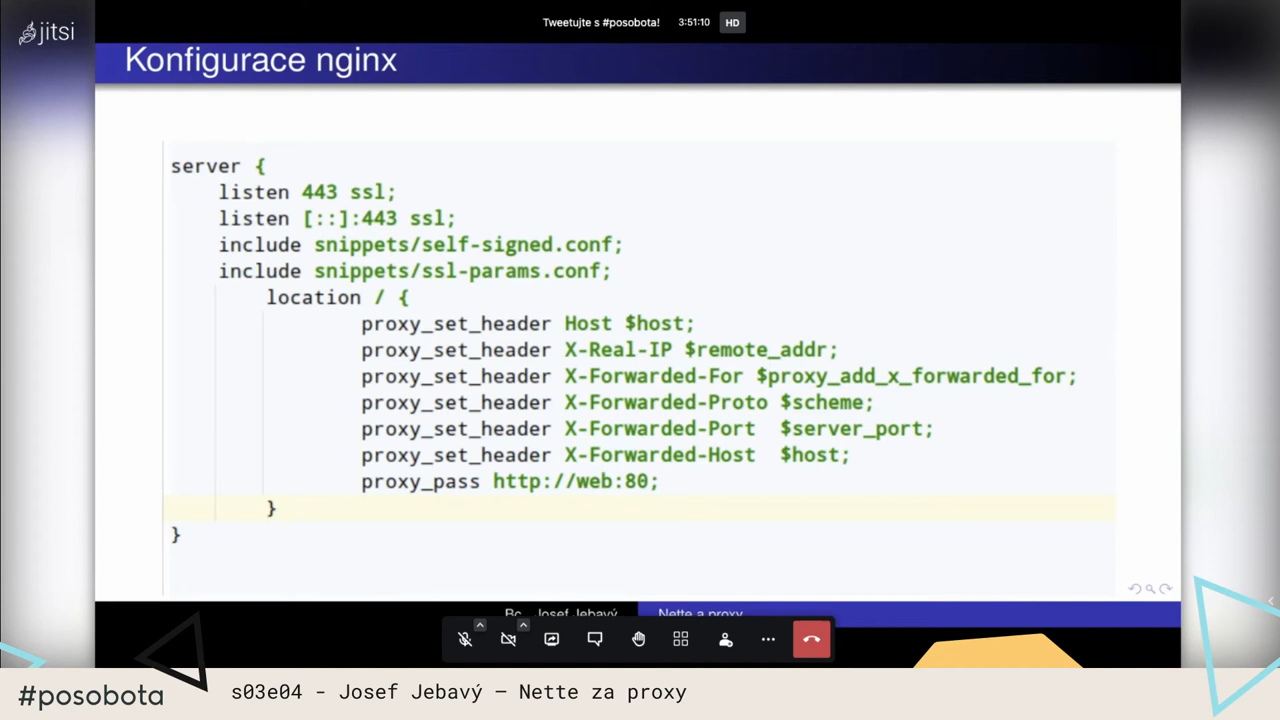 jitsi
Tweetujte s #posobota! 3:51:10 HD
Konfigurace nginx
server {
listen 443 ssl;
listen [::]:443 ssl;
include snippets/self-signed.conf;
include snippets/ssl-params.conf;
location / {
proxy_set_header Host $host;
proxy_set_header X-Real-IP $remote_addr;
proxy_set_header X-Forwarded-For $proxy_add_x_forwarded_for;
proxy_set_header X-Forwarded-Proto $scheme;
proxy_set_header X-Forwarded-Port $server_port;
proxy_set_header X-Forwarded-Host $host;
proxy_pass http://web:80;
}
}
Bc. Josef Jebavý Nette a proxy
#posobota s03e04 - Josef Jebavý – Nette za proxy